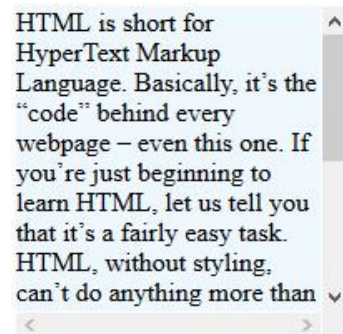 HTML is short for
HyperText Markup
Language. Basically, it’s the
“code” behind every
webpage – even this one. If
you’re just beginning to
learn HTML, let us tell you
that it’s a fairly easy task.
HTML, without styling,
can’t do anything more than